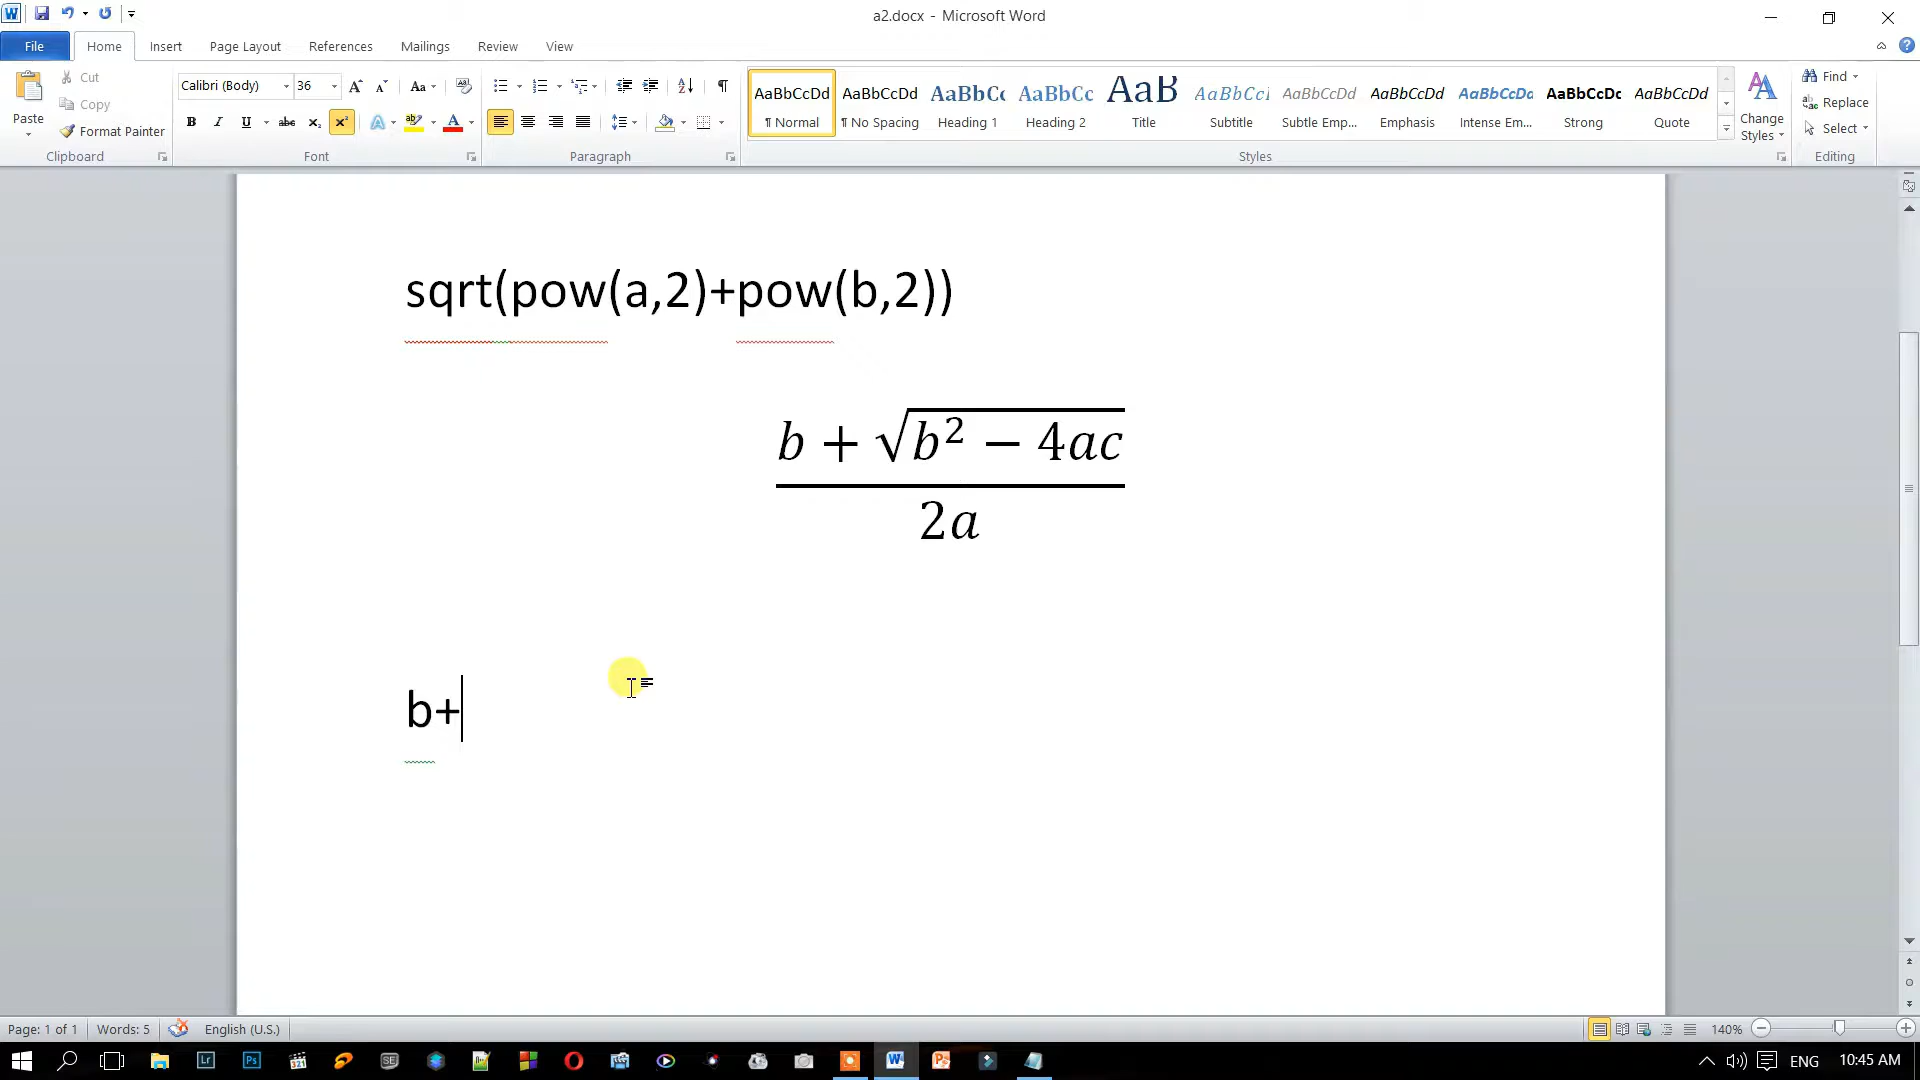 a2.docx - Microsoft Word
File Home Insert Page Layout References Mailings Review View
Paste
Cut
Copy
Format Painter
Clipboard
Calibri (Body) 36
B I U abc x₂ x²
Font
Paragraph
AaBbCcDd AaBbCcDd AaBbCc AaBbCc AaB AaBbCcI AaBbCcDd AaBbCcDd AaBbCcDd AaBbCcDc AaBbCcDd
¶ Normal ¶ No Spacing Heading 1 Heading 2 Title Subtitle Subtle Emp... Emphasis Intense Em... Strong Quote
Styles
Change Styles
Find
Replace
Select
Editing
sqrt(pow(a,2)+pow(b,2))
b + √b² − 4ac
2a
b+
Page: 1 of 1 Words: 5 English (U.S.) 140%
ENG 10:45 AM